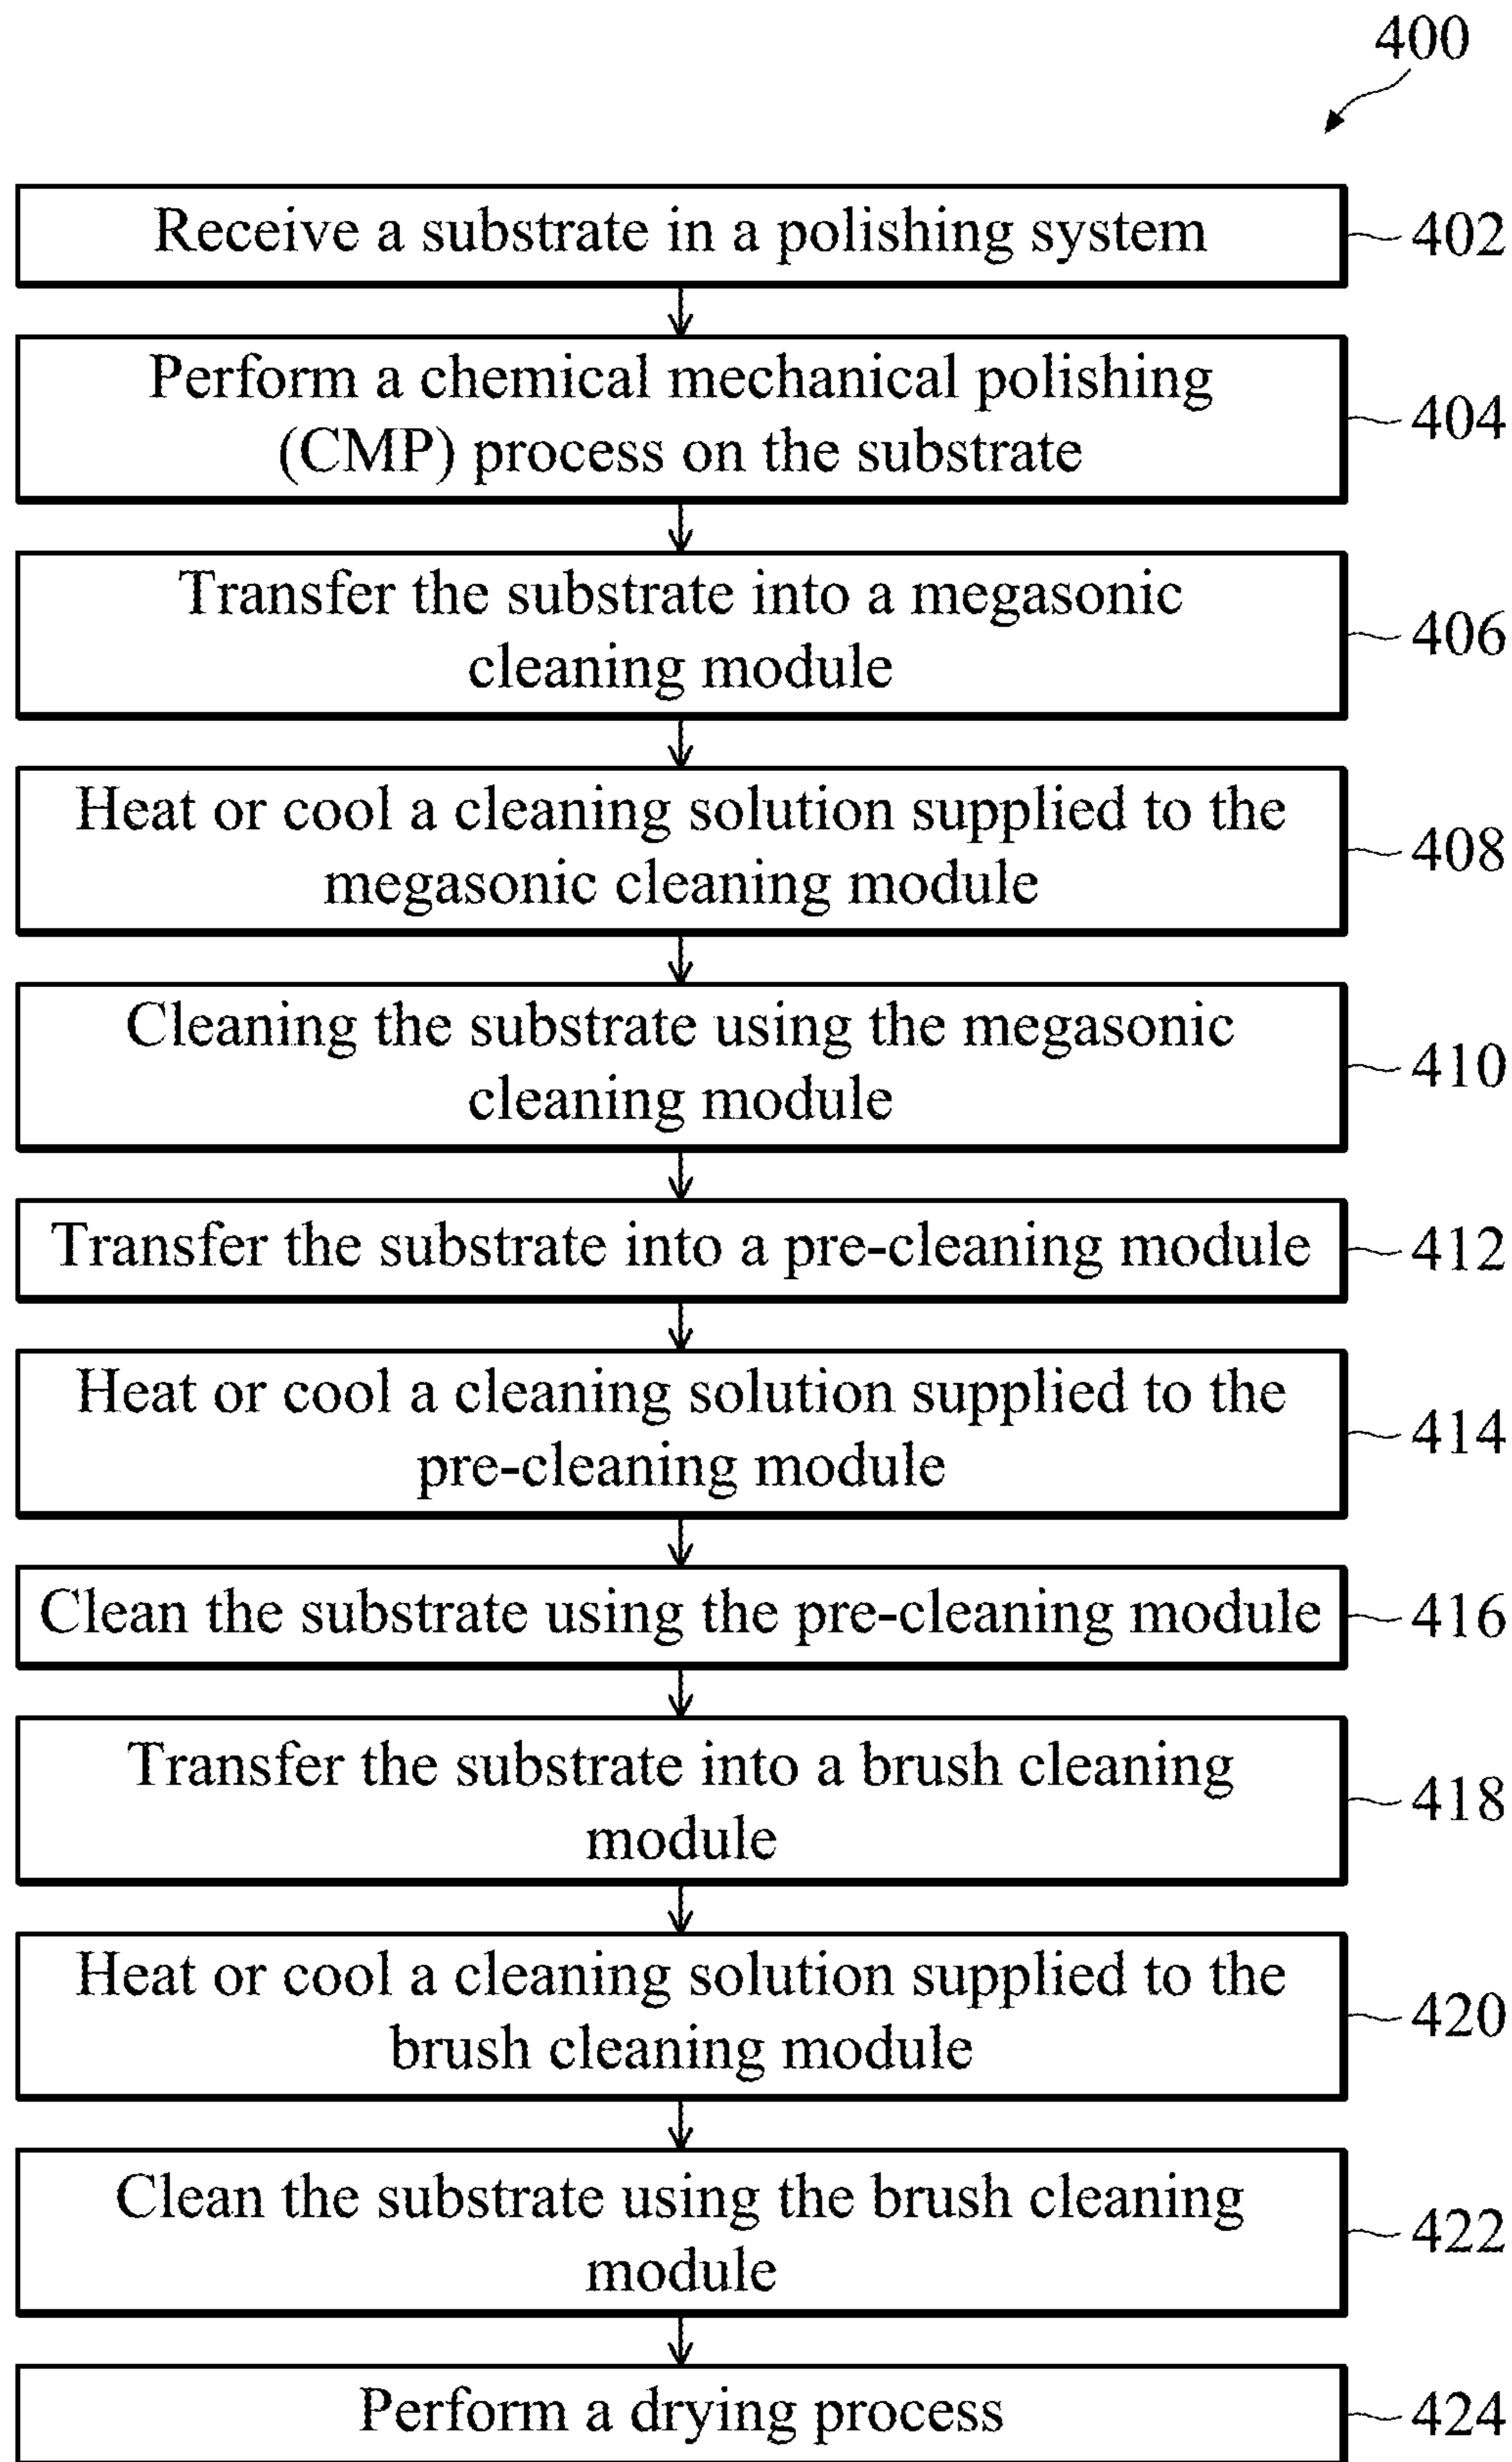 400
Receive a substrate in a polishing system
402
Perform a chemical mechanical polishing
(CMP) process on the substrate
404
Transfer the substrate into a megasonic
cleaning module
406
Heat or cool a cleaning solution supplied to the
megasonic cleaning module
408
Cleaning the substrate using the megasonic
cleaning module
410
Transfer the substrate into a pre-cleaning module
412
Heat or cool a cleaning solution supplied to the
pre-cleaning module
414
Clean the substrate using the pre-cleaning module
416
Transfer the substrate into a brush cleaning
module
418
Heat or cool a cleaning solution supplied to the
brush cleaning module
420
Clean the substrate using the brush cleaning
module
422
Perform a drying process
424